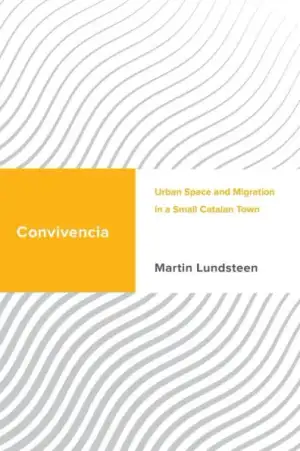 Urban Space and Migration
in a Small Catalan Town
Convivencia
Martin Lundsteen